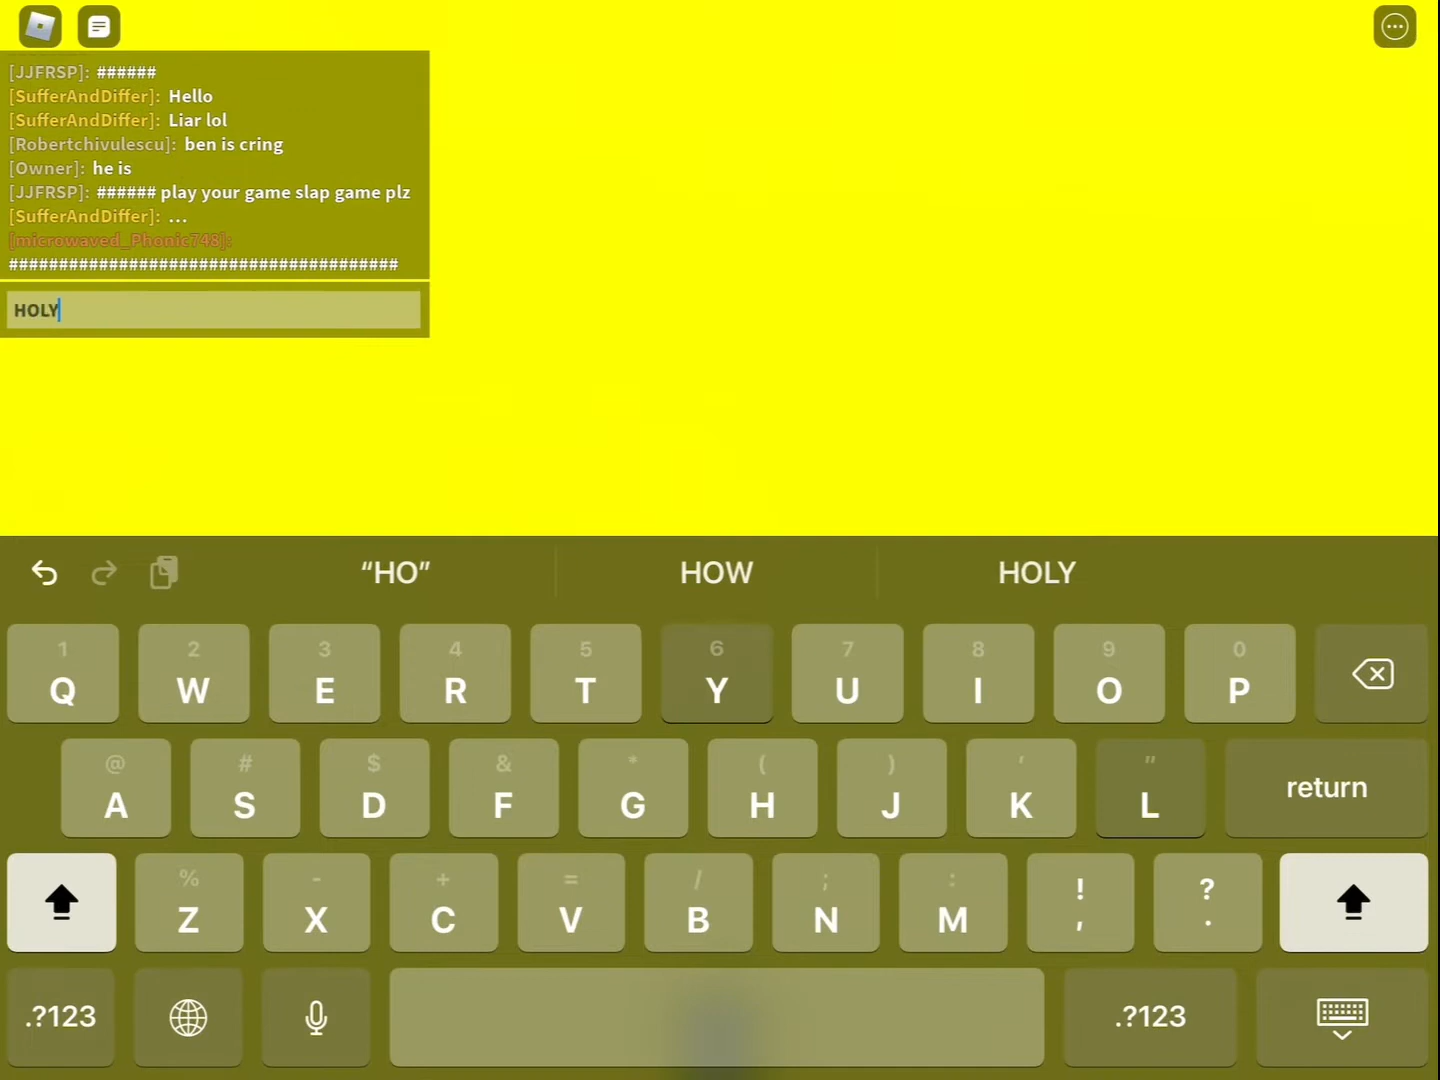 [JJFRSP]: ######
[SufferAndDiffer]: Hello
[SufferAndDiffer]: Liar lol
[Robertchivulescu]: ben is cring
[Owner]: he is
[JJFRSP]: ###### play your game slap game plz
[SufferAndDiffer]: ...
[microwaved_Phonic748]:
#######################################
HOLY
“HO” HOW HOLY
1 2 3 4 5 6 7 8 9 0
Q W E R T Y U I O P
@ # $ & * ( ) ' "
A S D F G H J K L return
% - + = / ; : ! ?
Z X C V B N M , .
.?123 .?123